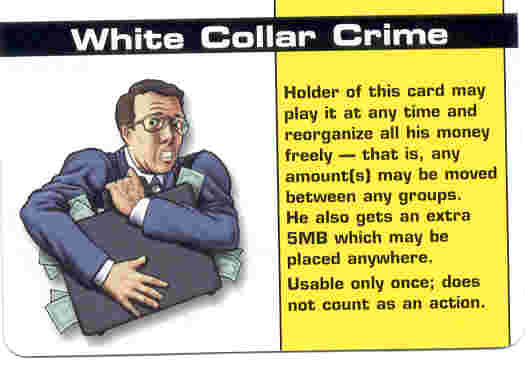 White Collar Crime
Holder of this card may
play it at any time and
reorganize all his money
freely — that is, any
amount(s) may be moved
between any groups.
He also gets an extra
5MB which may be
placed anywhere.
Usable only once; does
not count as an action.